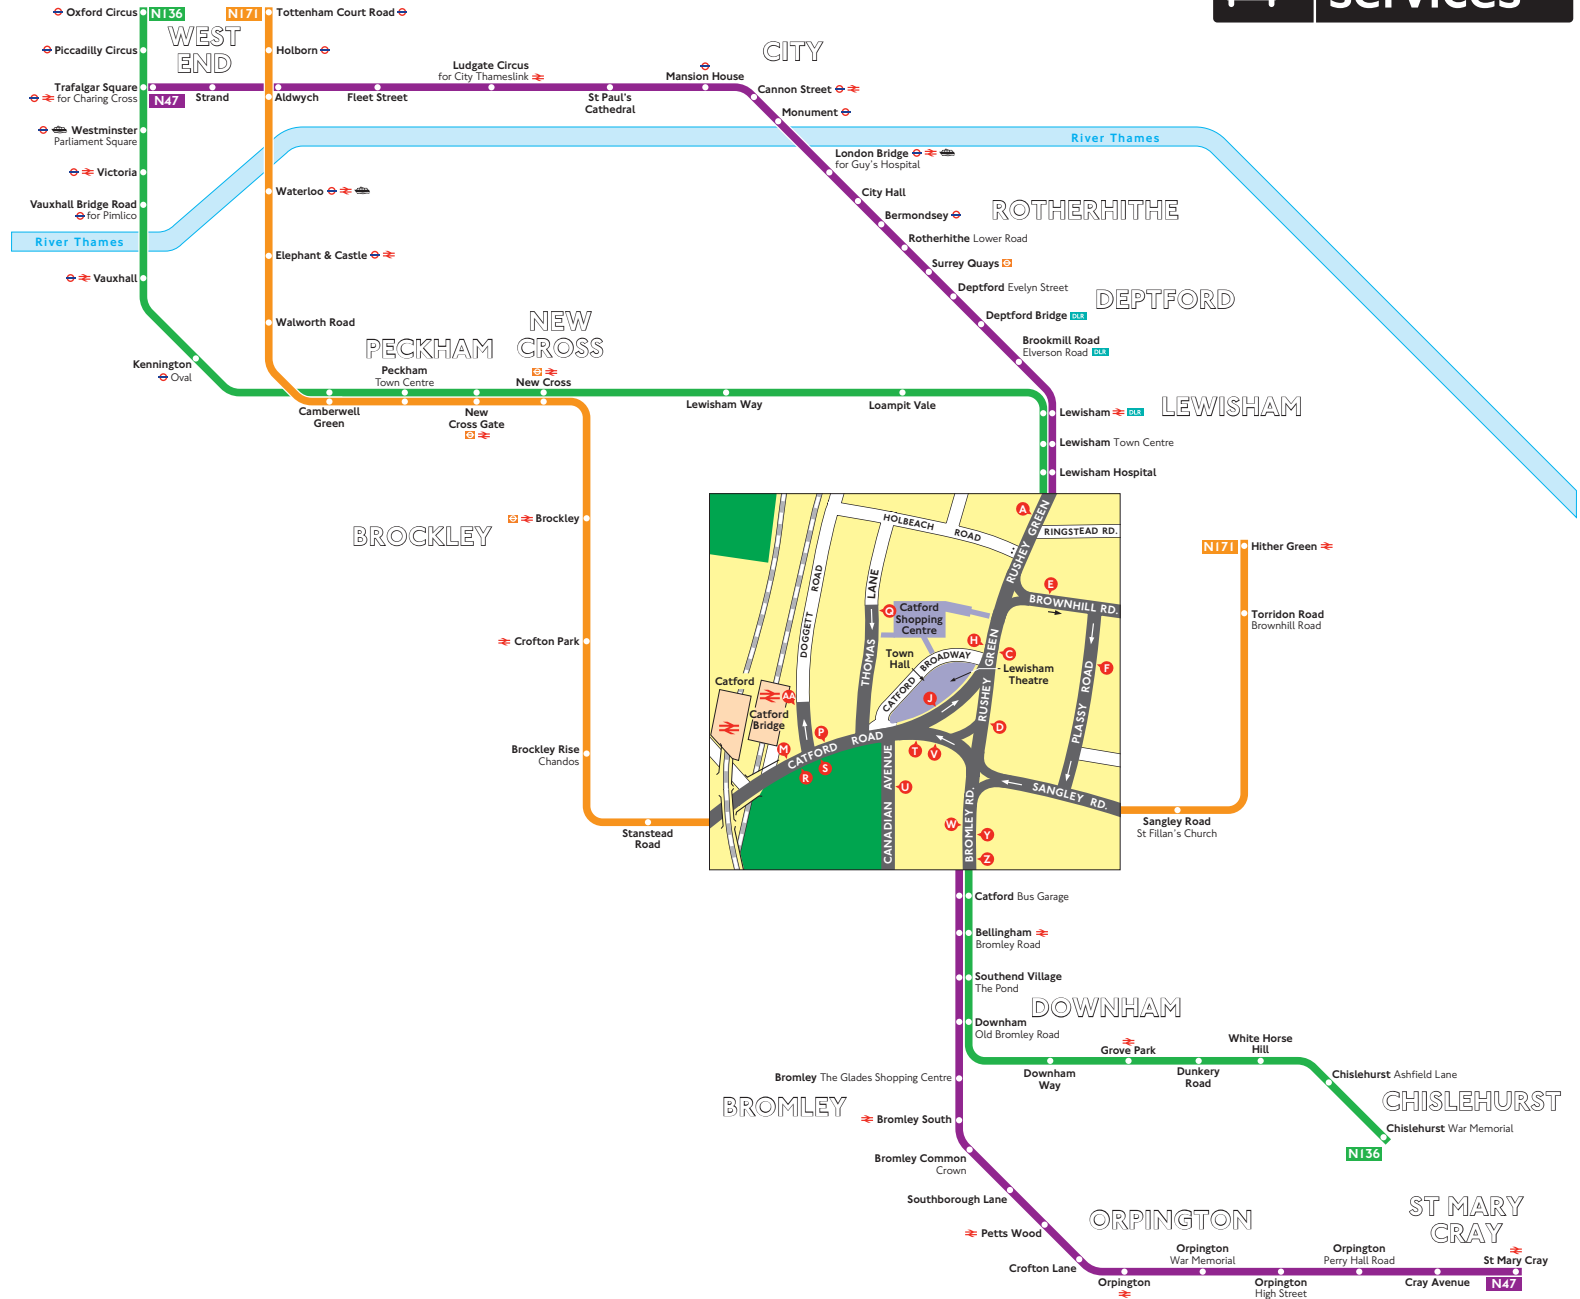 services
Oxford Circus
N136
N171
Tottenham Court Road
WEST
END
Piccadilly Circus
Holborn
CITY
Ludgate Circus
for City Thameslink
Mansion House
Trafalgar Square
for Charing Cross
N47
Strand
Aldwych
Fleet Street
St Paul's
Cathedral
Cannon Street
Monument
Westminster
Parliament Square
River Thames
London Bridge
for Guy's Hospital
Victoria
Waterloo
City Hall
Vauxhall Bridge Road
for Pimlico
Bermondsey
ROTHERHITHE
River Thames
Rotherhithe Lower Road
Elephant & Castle
Surrey Quays
Vauxhall
Deptford Evelyn Street
DEPTFORD
Deptford Bridge DLR
Walworth Road
NEW
CROSS
PECKHAM
Brookmill Road
Elverson Road DLR
Kennington
Oval
Peckham
Town Centre
New Cross
Camberwell
Green
New
Cross Gate
Lewisham Way
Loampit Vale
Lewisham DLR
LEWISHAM
Lewisham Town Centre
Lewisham Hospital
BROCKLEY
Brockley
Crofton Park
Brockley Rise
Chandos
Stanstead
Road
A
HOLBEACH
ROAD
RUSHEY GREEN
RINGSTEAD RD.
E
BROWNHILL RD.
DOGGETT ROAD
THOMAS LANE
Q
Catford
Shopping
Centre
H
C
RUSHEY GREEN
Town
Hall
CATFORD BROADWAY
Lewisham
Theatre
F
PLASSY ROAD
Catford
AA
Catford
Bridge
J
D
P
M
CATFORD ROAD
T
V
R
S
CANADIAN AVENUE
U
SANGLEY RD.
BROMLEY RD.
W
Y
Z
N171
Hither Green
Torridon Road
Brownhill Road
Sangley Road
St Fillan's Church
Catford Bus Garage
Bellingham
Bromley Road
Southend Village
The Pond
DOWNHAM
Downham
Old Bromley Road
Downham
Way
Grove Park
Dunkery
Road
White Horse
Hill
Chislehurst Ashfield Lane
CHISLEHURST
Chislehurst War Memorial
N136
Bromley The Glades Shopping Centre
BROMLEY
Bromley South
Bromley Common
Crown
Southborough Lane
Petts Wood
Crofton Lane
ORPINGTON
Orpington
Orpington
War Memorial
Orpington
High Street
Orpington
Perry Hall Road
Cray Avenue
ST MARY
CRAY
St Mary Cray
N47